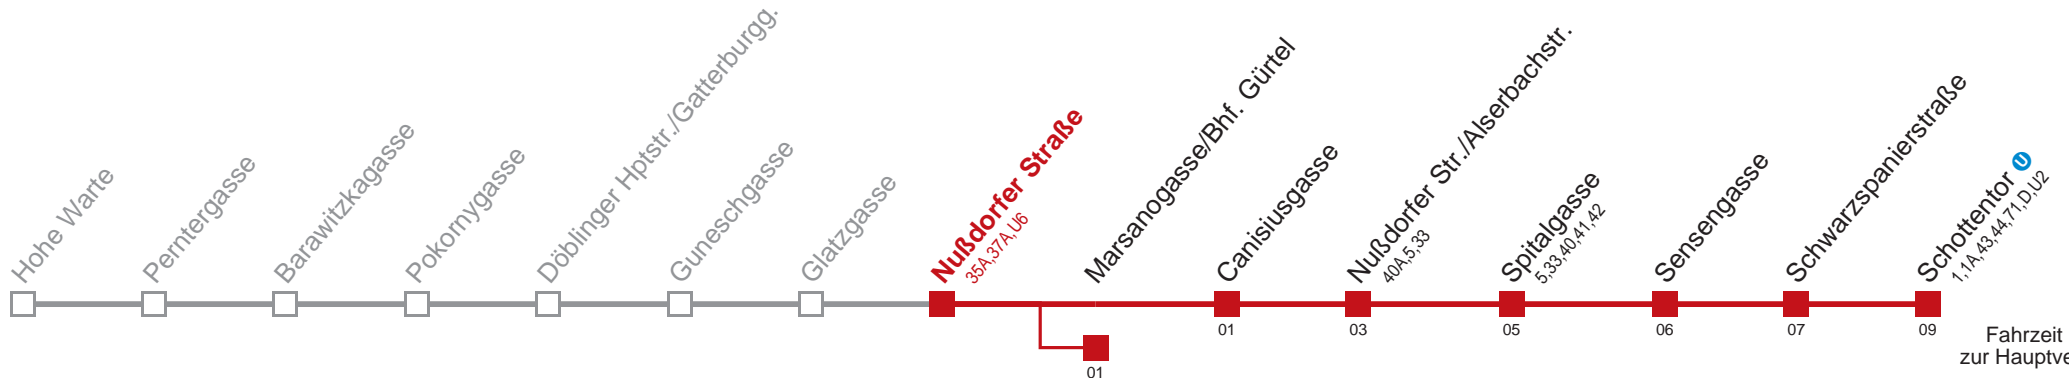 Hohe Warte
Perntergasse
Barawitzkagasse
Pokornygasse
Döblinger Hptstr./Gatterburgg.
Guneschgasse
Glatzgasse
Nußdorfer Straße
35A,37A,U6
Marsanogasse/Bhf. Gürtel
01
Canisiusgasse
01
Nußdorfer Str./Alserbachstr.
40A,5,33
03
Spitalgasse
5,33,40,41,42
05
Sensengasse
06
Schwarzspanierstraße
07
Schottentor U
1,1A,43,44,71,D,U2
09
Fahrzeit
zur Hauptve